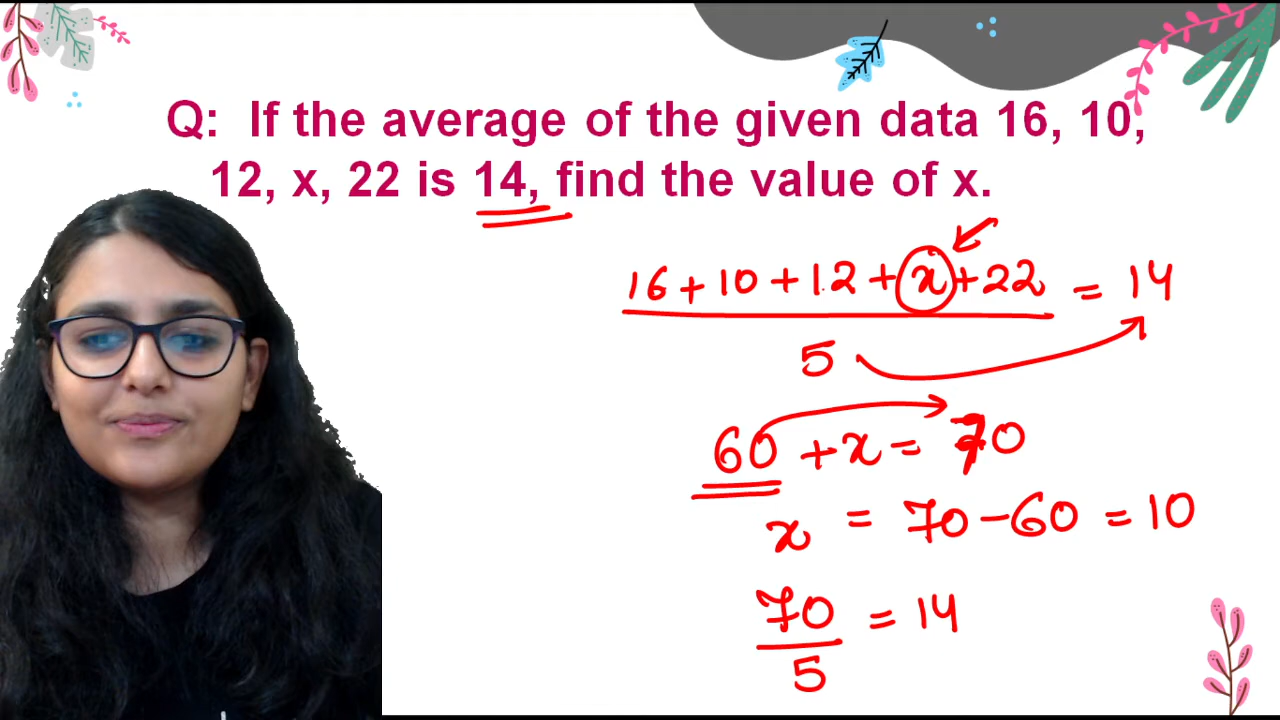 Q: If the average of the given data 16, 10,
12, x, 22 is 14, find the value of x.
16 + 10 + 12 + x + 22 = 14
5
60 + x = 70
x = 70 - 60 = 10
70 = 14
5